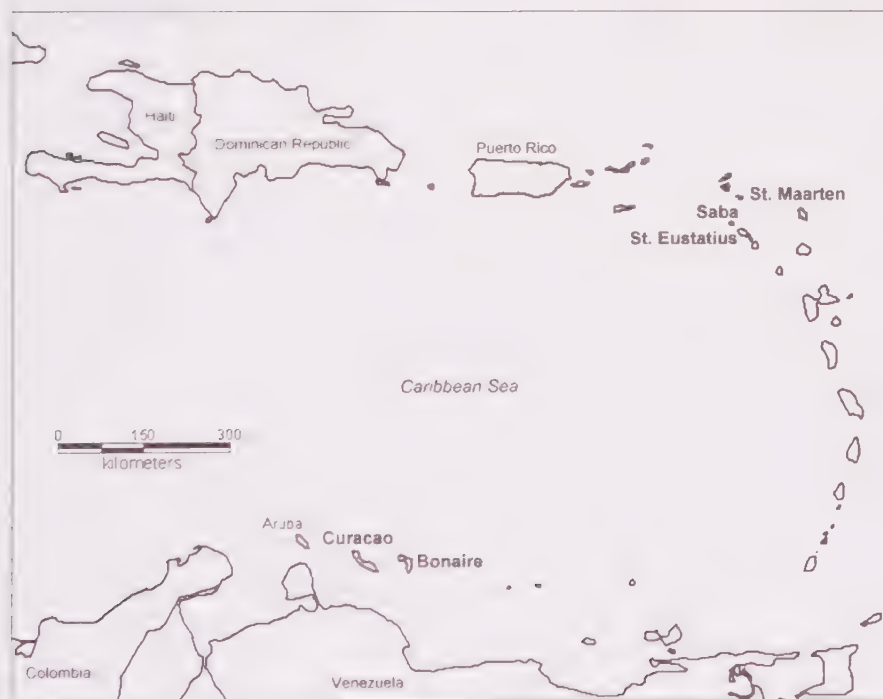 Haiti
Dominican Republic
Puerto Rico
St. Maarten
Saba
St. Eustatius
Caribbean Sea
0 150 300
kilometers
Aruba
Curacao
Bonaire
Colombia
Venezuela